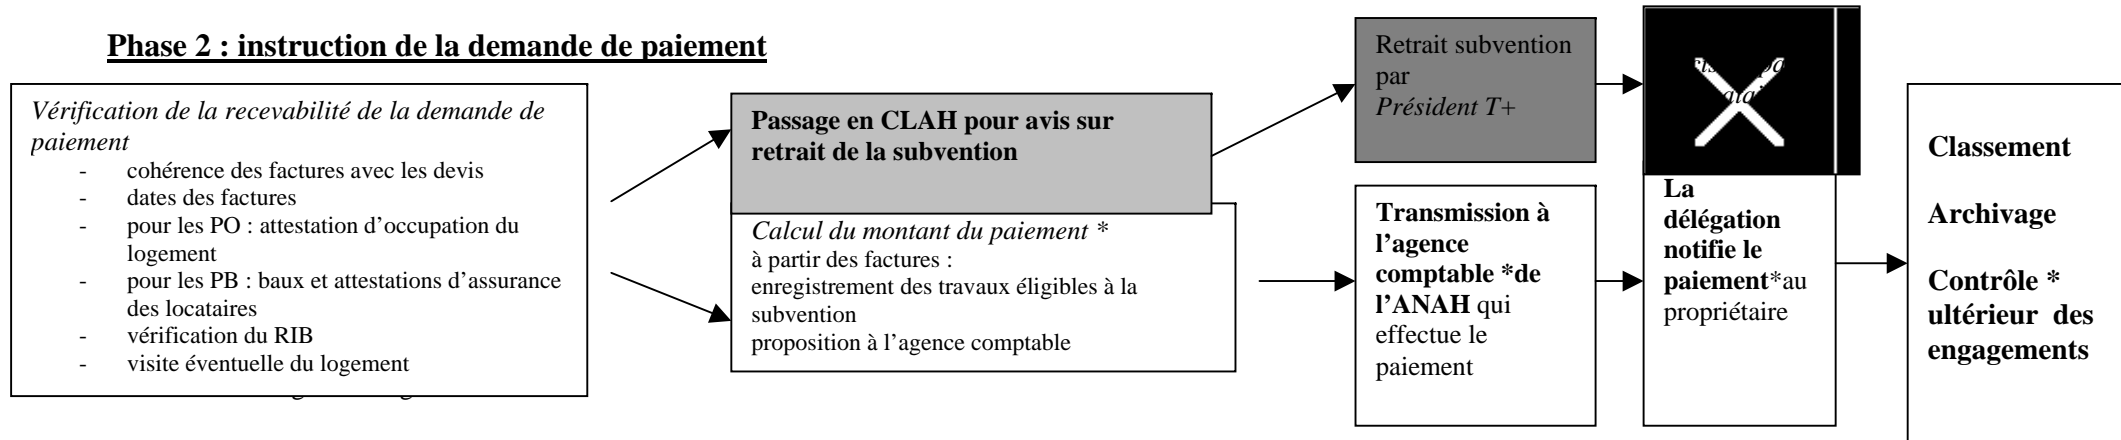 Phase 2 : instruction de la demande de paiement
Vérification de la recevabilité de la demande de
paiement
- cohérence des factures avec les devis
- dates des factures
- pour les PO : attestation d’occupation du
logement
- pour les PB : baux et attestations d’assurance
des locataires
- vérification du RIB
- visite éventuelle du logement
Passage en CLAH pour avis sur
retrait de la subvention
Calcul du montant du paiement *
à partir des factures :
enregistrement des travaux éligibles à la
subvention
proposition à l’agence comptable
Retrait subvention
par
Président T+
Transmission à
l’agence
comptable *de
l’ANAH qui
effectue le
paiement
La
délégation
notifie le
paiement*au
propriétaire
Classement
Archivage
Contrôle *
ultérieur des
engagements